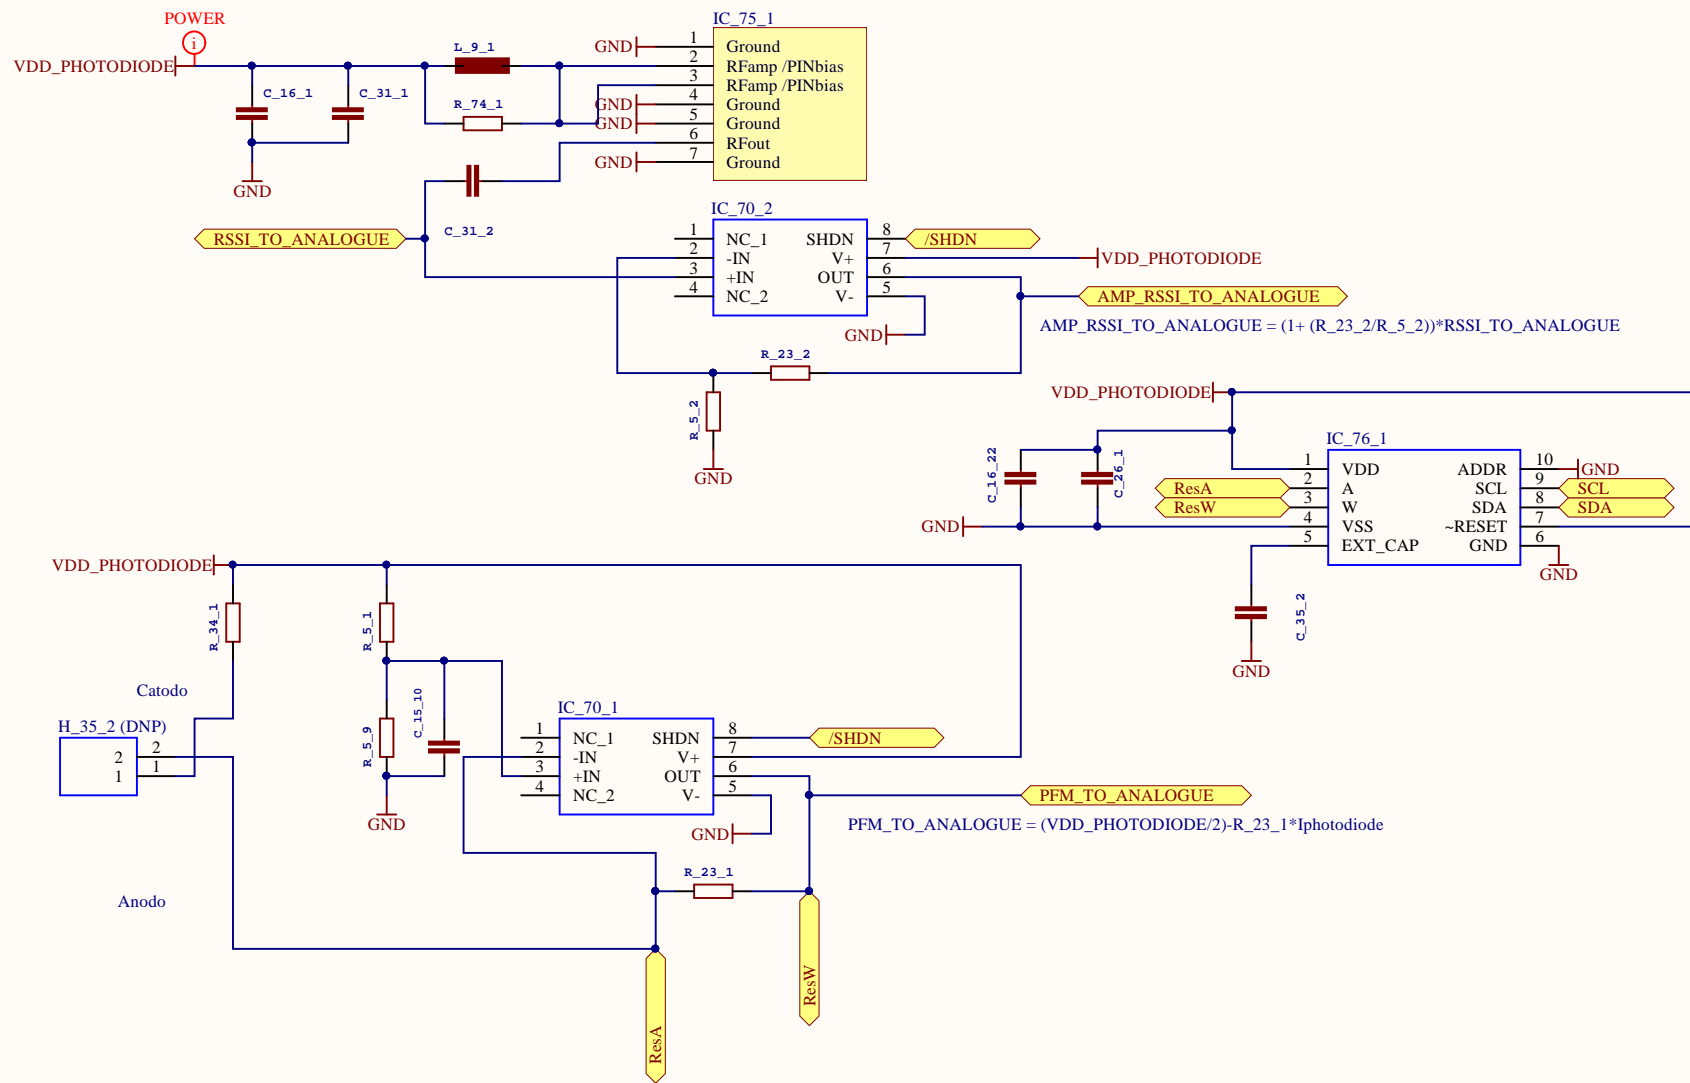 POWER
i
VDD_PHOTODIODE
C_16_1
C_31_1
GND
L_9_1
R_74_1
IC_75_1
GND 1 Ground
2 RFamp /PINbias
3 RFamp /PINbias
GND 4 Ground
GND 5 Ground
6 RFout
GND 7 Ground
C_31_2
RSSI_TO_ANALOGUE
IC_70_2
1 NC_1 SHDN 8 /SHDN
2 -IN V+ 7 VDD_PHOTODIODE
3 +IN OUT 6
4 NC_2 V- 5
AMP_RSSI_TO_ANALOGUE
GND
AMP_RSSI_TO_ANALOGUE = (1+ (R_23_2/R_5_2))*RSSI_TO_ANALOGUE
R_23_2
R_5_2
GND
VDD_PHOTODIODE
C_16_22
C_26_1
GND
IC_76_1
1 VDD ADDR 10 GND
ResA 2 A SCL 9 SCL
ResW 3 W SDA 8 SDA
4 VSS ~RESET 7
5 EXT_CAP GND 6
GND
C_35_2
GND
VDD_PHOTODIODE
R_34_1
R_5_1
R_5_9
C_15_10
GND
Catodo
H_35_2 (DNP)
2 2
1 1
Anodo
IC_70_1
1 NC_1 SHDN 8 /SHDN
2 -IN V+ 7
3 +IN OUT 6
4 NC_2 V- 5
PFM_TO_ANALOGUE
GND
PFM_TO_ANALOGUE = (VDD_PHOTODIODE/2)-R_23_1*Iphotodiode
R_23_1
ResW
ResA